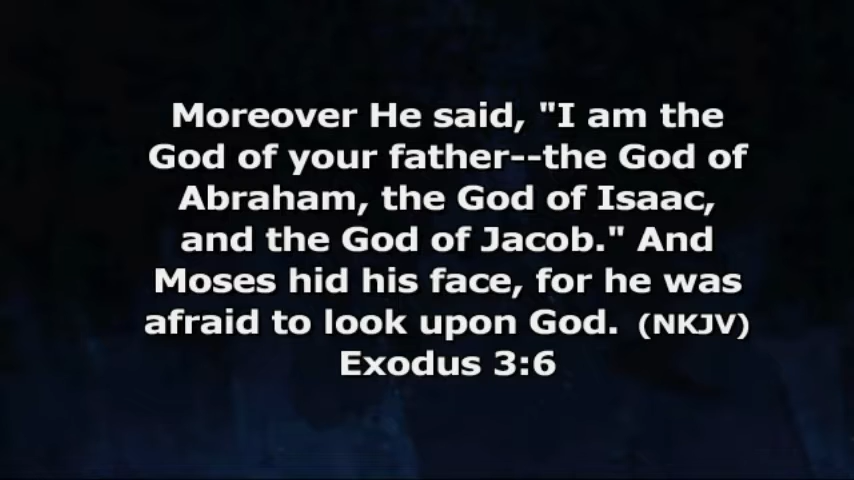 Moreover He said, "I am the
God of your father--the God of
Abraham, the God of Isaac,
and the God of Jacob." And
Moses hid his face, for he was
afraid to look upon God. (NKJV)
Exodus 3:6